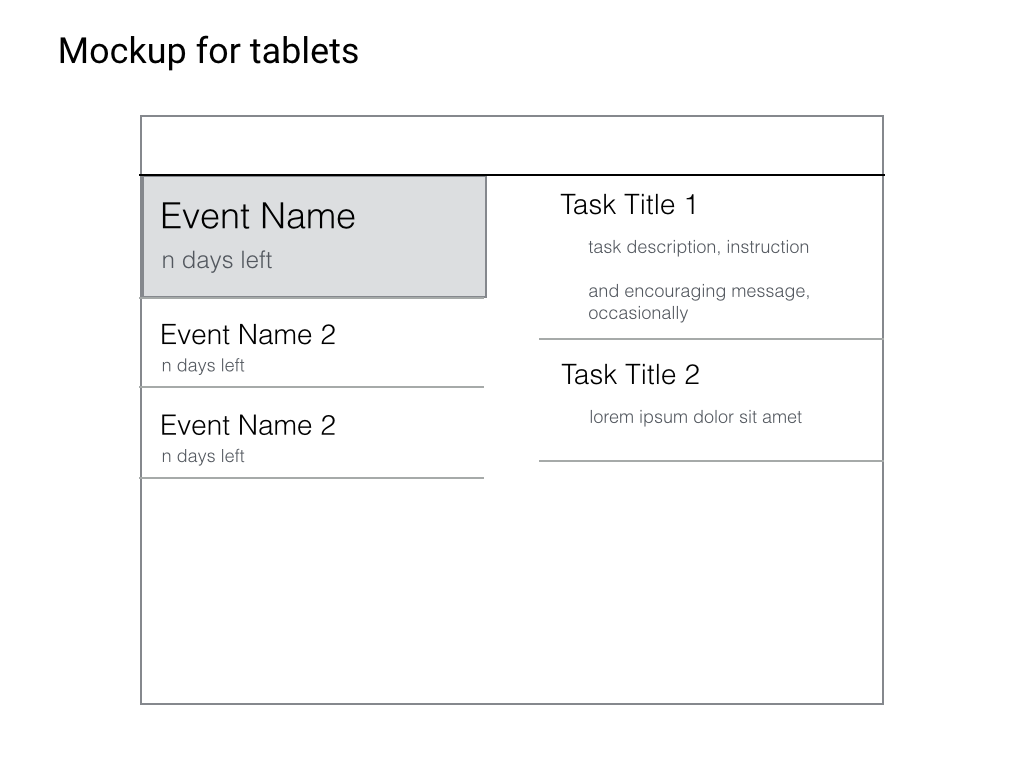 Mockup for tablets
Event Name
n days left
Event Name 2
n days left
Event Name 2
n days left
Task Title 1
task description, instruction
and encouraging message,
occasionally
Task Title 2
lorem ipsum dolor sit amet